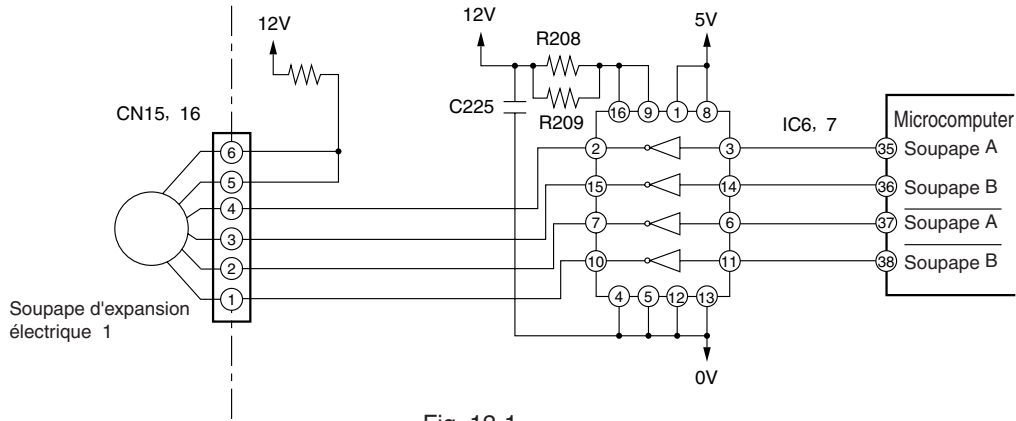 12V
12V
5V
R208
C225
R209
CN15, 16
IC6, 7
Microcomputer
16 9 1 8
6
5
4
3
2
1
2 3
15 14
7 6
10 11
4 5 12 13
35 Soupape A
36 Soupape B
37 Soupape A
38 Soupape B
Soupape d'expansion
électrique 1
0V